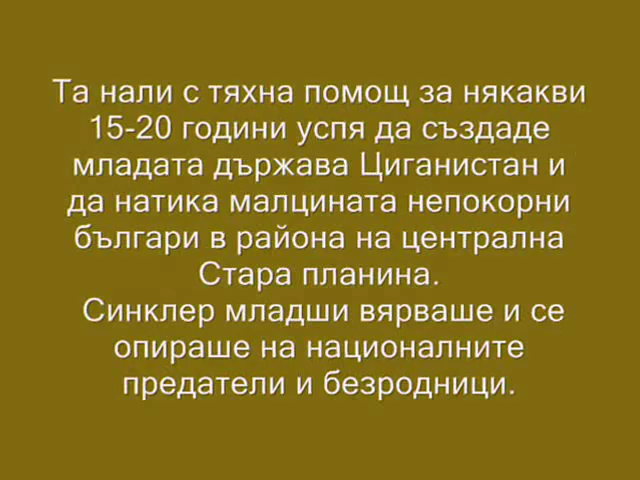 Та нали с тяхна помощ за някакви
15-20 години успя да създаде
младата държава Циганистан и
да натика малцината непокорни
българи в района на централна
Стара планина.
Синклер младши вярваше и се
опираше на националните
предатели и безродници.